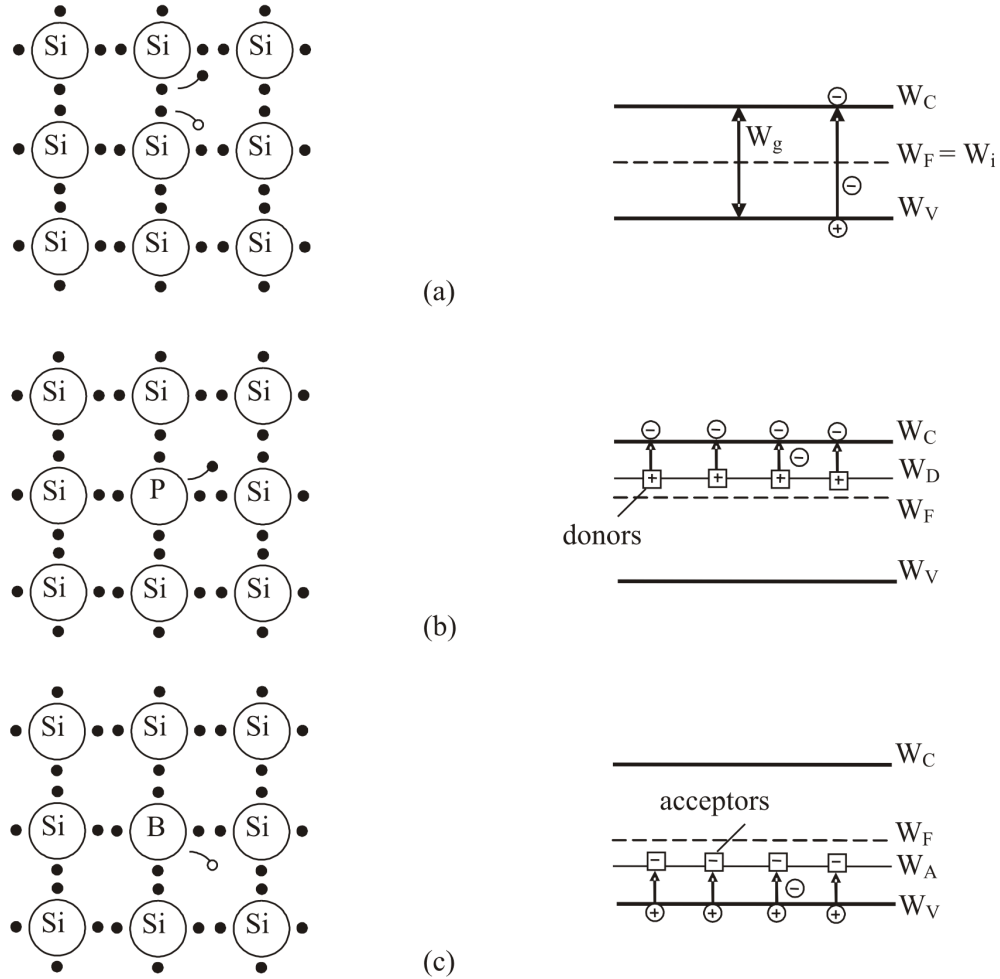 Si Si Si
W_C
W_g
W_F = W_i
Si Si Si
W_V
Si Si Si
(a)
Si Si Si
W_C
W_D
Si P Si
W_F
donors
W_V
Si Si Si
(b)
Si Si Si
W_C
acceptors
Si B Si
W_F
W_A
W_V
Si Si Si
(c)